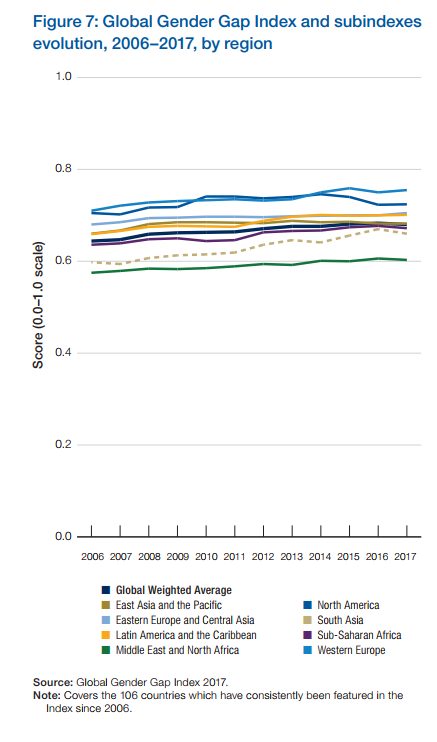 Figure 7: Global Gender Gap Index and subindexes
evolution, 2006–2017, by region
1.0
0.8
0.6
0.4
0.2
0.0
Score (0.0–1.0 scale)
2006 2007 2008 2009 2010 2011 2012 2013 2014 2015 2016 2017
Global Weighted Average
East Asia and the Pacific
Eastern Europe and Central Asia
Latin America and the Caribbean
Middle East and North Africa
North America
South Asia
Sub-Saharan Africa
Western Europe
Source: Global Gender Gap Index 2017.
Note: Covers the 106 countries which have consistently been featured in the
Index since 2006.